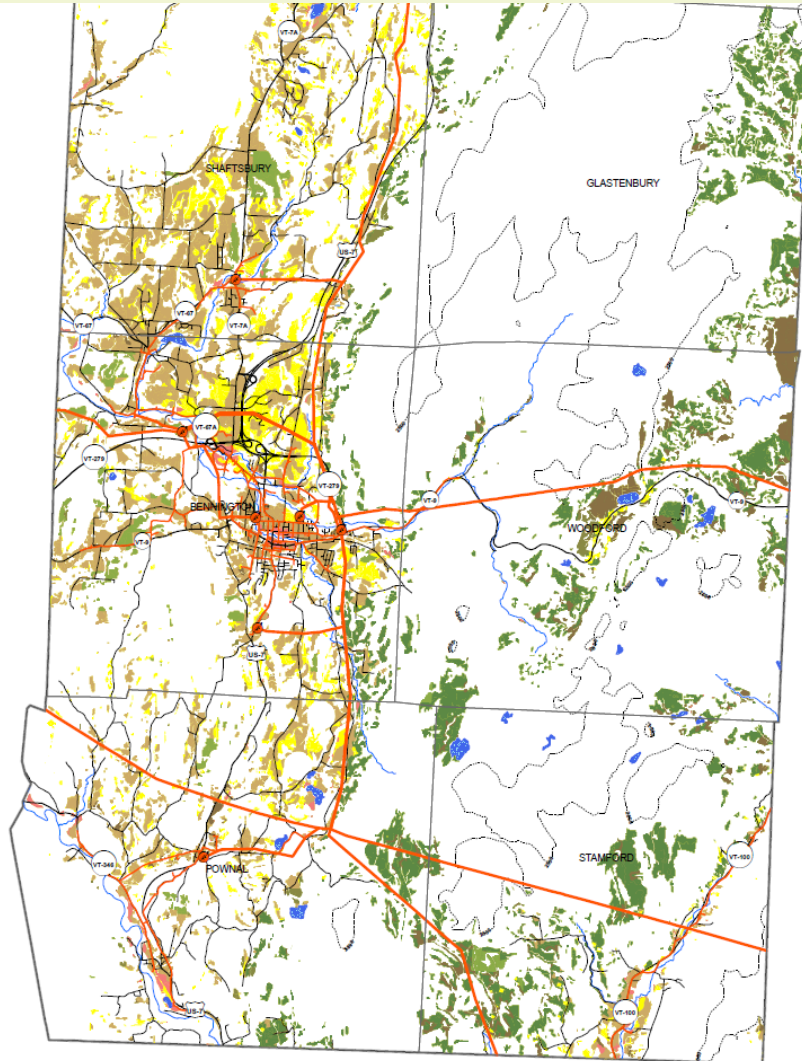 VT-7A
SHAFTSBURY
GLASTENBURY
US-7
VT-67
VT-67
VT-7A
VT-67A
VT-279
VT-279
VT-9
BENNINGTON
VT-9
WOODFORD
VT-9
US-7
VT-346
POWNAL
STAMFORD
VT-100
US-7
VT-100